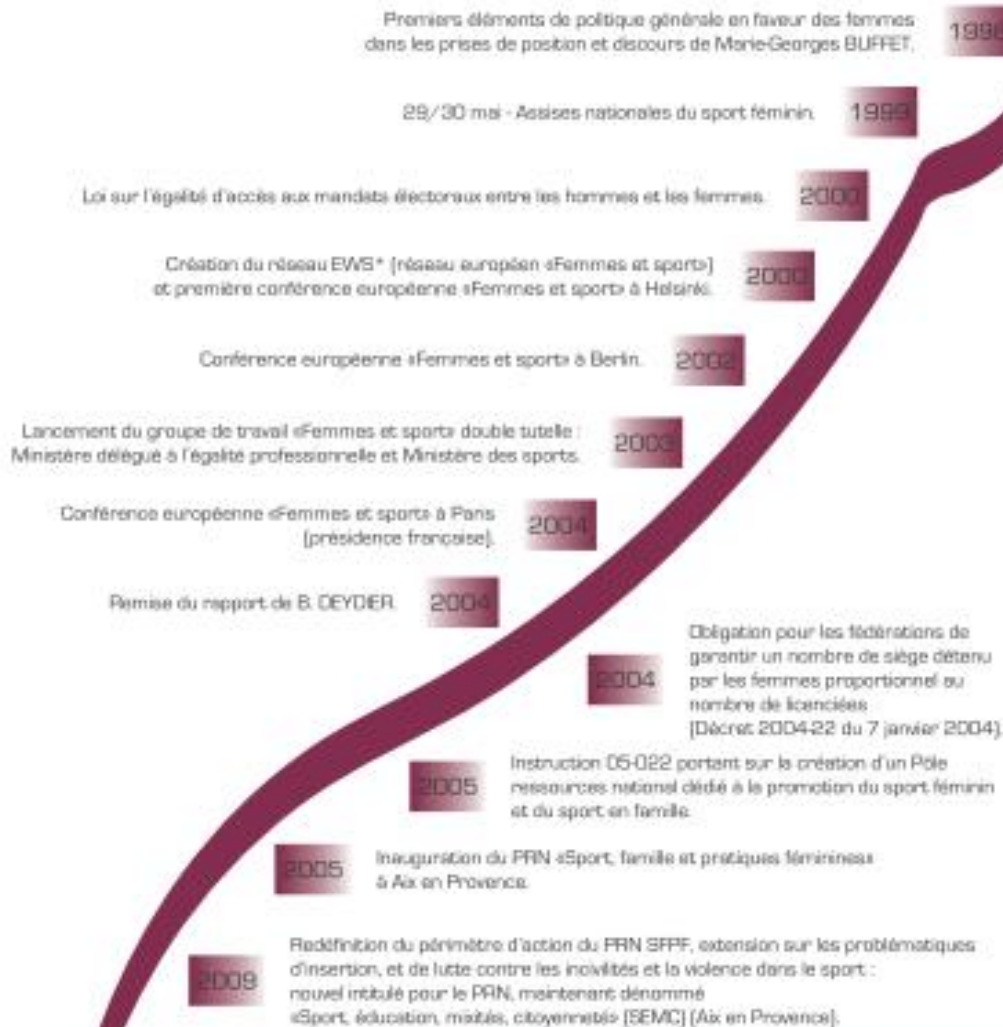 Premiers éléments de politique générale en faveur des femmes
dans les prises de position et discours de Marie-Georges BUFFET.
1998
29/30 mai - Assises nationales du sport féminin.
1999
Loi sur l'égalité d'accès aux mandats électoraux entre les hommes et les femmes.
2000
Création du réseau EWS* (réseau européen «Femmes et sport»)
et première conférence européenne «Femmes et sport» à Helsinki.
2000
Conférence européenne «Femmes et sport» à Berlin.
2002
Lancement du groupe de travail «Femmes et sport» double tutelle :
Ministère délégué à l'égalité professionnelle et Ministère des sports.
2003
Conférence européenne «Femmes et sport» à Paris
(présidence française).
2004
Remise du rapport de B. DEYDIER.
2004
2004
Obligation pour les fédérations de
garantir un nombre de siège détenu
par les femmes proportionnel au
nombre de licenciées
(Décret 2004-22 du 7 janvier 2004).
2005
Instruction 05-022 portant sur la création d'un Pôle
ressources national dédié à la promotion du sport féminin
et du sport en famille.
2005
Inauguration du PRN «Sport, famille et pratiques féminines»
à Aix en Provence.
2009
Redéfinition du périmètre d'action du PRN SFPF, extension sur les problématiques
d'insertion, et de lutte contre les incivilités et la violence dans le sport :
nouvel intitulé pour le PRN, maintenant dénommé
«Sport, éducation, mixités, citoyenneté» (SEMC) (Aix en Provence).